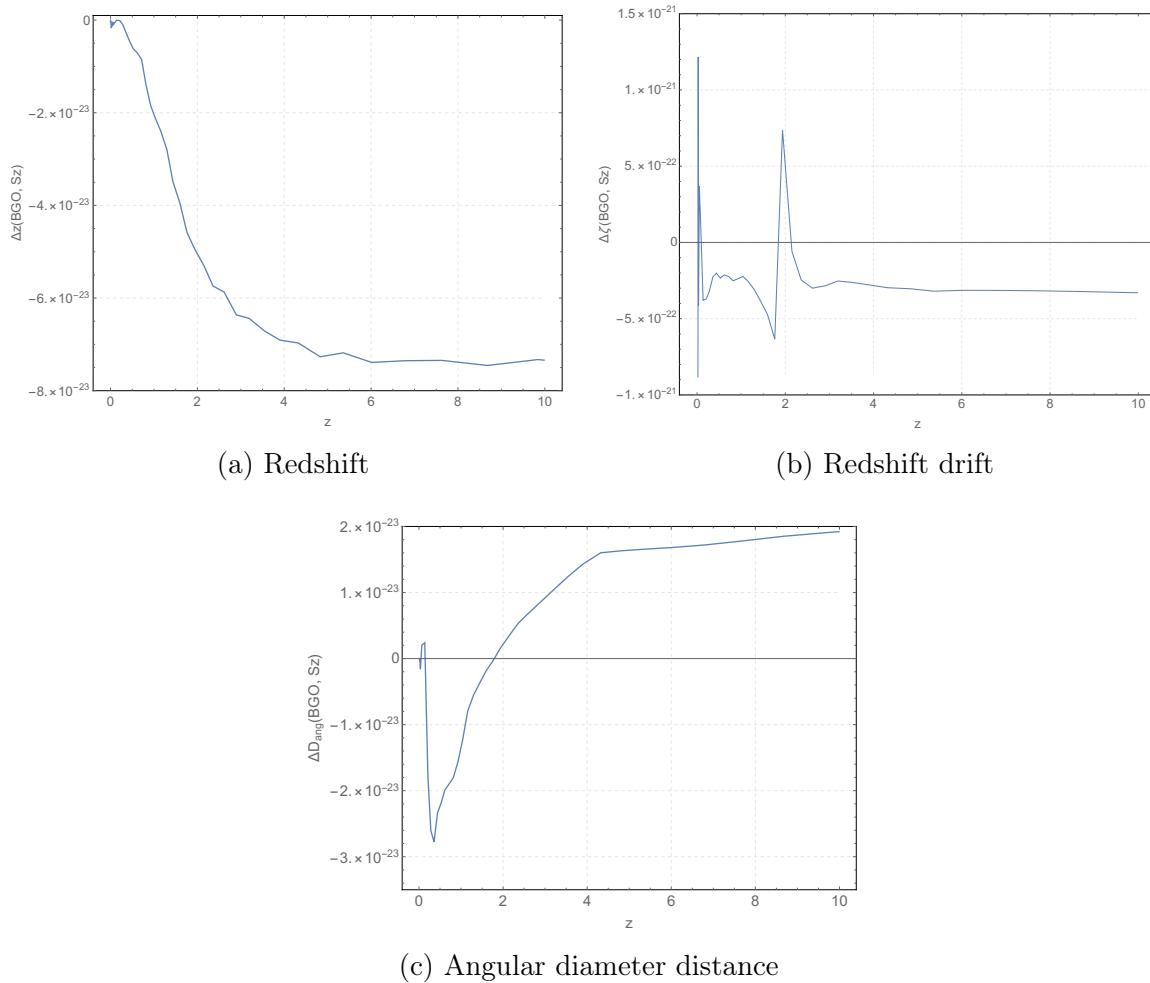 0
−2.×10⁻²³
−4.×10⁻²³
−6.×10⁻²³
−8.×10⁻²³
Δz(BGO, Sz)
0 2 4 6 8 10
z
(a) Redshift
1.5×10⁻²¹
1.×10⁻²¹
5.×10⁻²²
0
−5.×10⁻²²
−1.×10⁻²¹
Δζ(BGO, Sz)
0 2 4 6 8 10
z
(b) Redshift drift
2.×10⁻²³
1.×10⁻²³
0
−1.×10⁻²³
−2.×10⁻²³
−3.×10⁻²³
ΔD_ang(BGO, Sz)
0 2 4 6 8 10
z
(c) Angular diameter distance